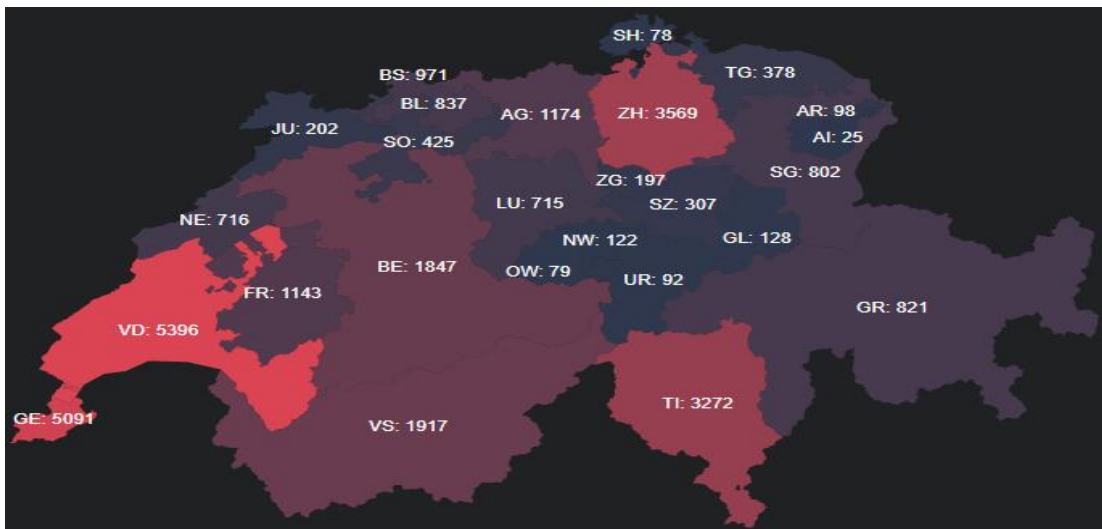 SH: 78
BS: 971
TG: 378
BL: 837
AG: 1174
ZH: 3569
AR: 98
JU: 202
SO: 425
AI: 25
ZG: 197
SG: 802
NE: 716
LU: 715
SZ: 307
NW: 122
GL: 128
BE: 1847
OW: 79
UR: 92
FR: 1143
GR: 821
VD: 5396
TI: 3272
GE: 5091
VS: 1917